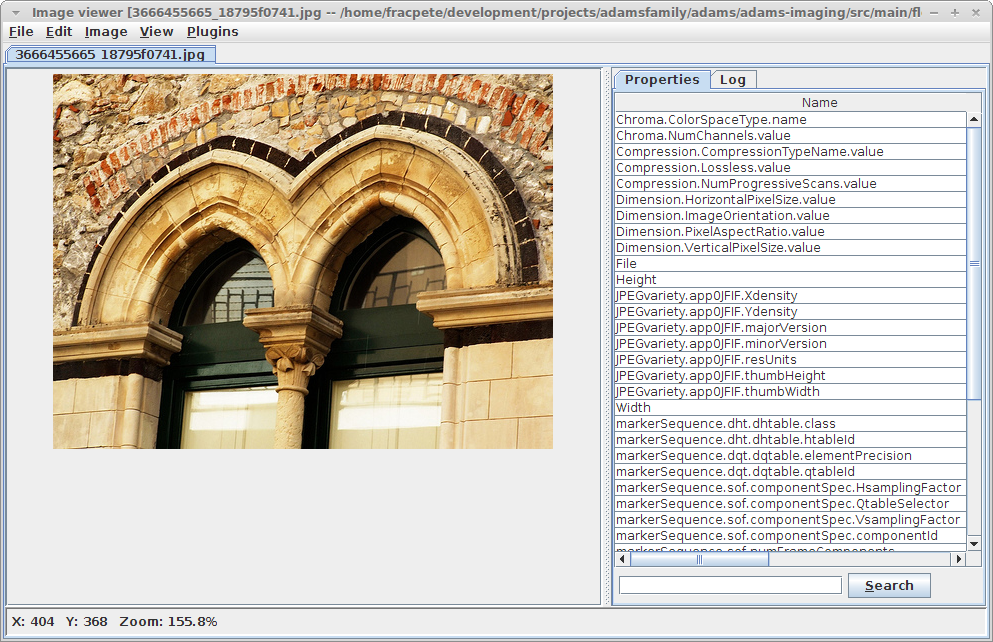 Image viewer [3666455665_18795f0741.jpg -- /home/fracpete/development/projects/adamsfamily/adams/adams-imaging/src/main/fl
File Edit Image View Plugins
3666455665_18795f0741.jpg
Properties Log
Name
Chroma.ColorSpaceType.name
Chroma.NumChannels.value
Compression.CompressionTypeName.value
Compression.Lossless.value
Compression.NumProgressiveScans.value
Dimension.HorizontalPixelSize.value
Dimension.ImageOrientation.value
Dimension.PixelAspectRatio.value
Dimension.VerticalPixelSize.value
File
Height
JPEGvariety.app0JFIF.Xdensity
JPEGvariety.app0JFIF.Ydensity
JPEGvariety.app0JFIF.majorVersion
JPEGvariety.app0JFIF.minorVersion
JPEGvariety.app0JFIF.resUnits
JPEGvariety.app0JFIF.thumbHeight
JPEGvariety.app0JFIF.thumbWidth
Width
markerSequence.dht.dhtable.class
markerSequence.dht.dhtable.htableId
markerSequence.dqt.dqtable.elementPrecision
markerSequence.dqt.dqtable.qtableId
markerSequence.sof.componentSpec.HsamplingFactor
markerSequence.sof.componentSpec.QtableSelector
markerSequence.sof.componentSpec.VsamplingFactor
markerSequence.sof.componentSpec.componentId
markerSequence.sof.numFrameComponents
Search
X: 404 Y: 368 Zoom: 155.8%